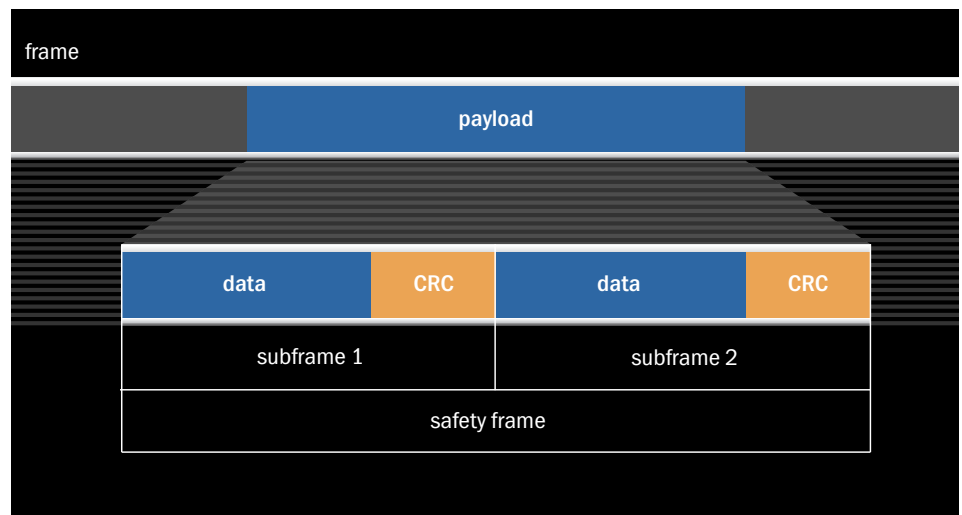 frame
payload
data CRC data CRC
subframe 1 subframe 2
safety frame